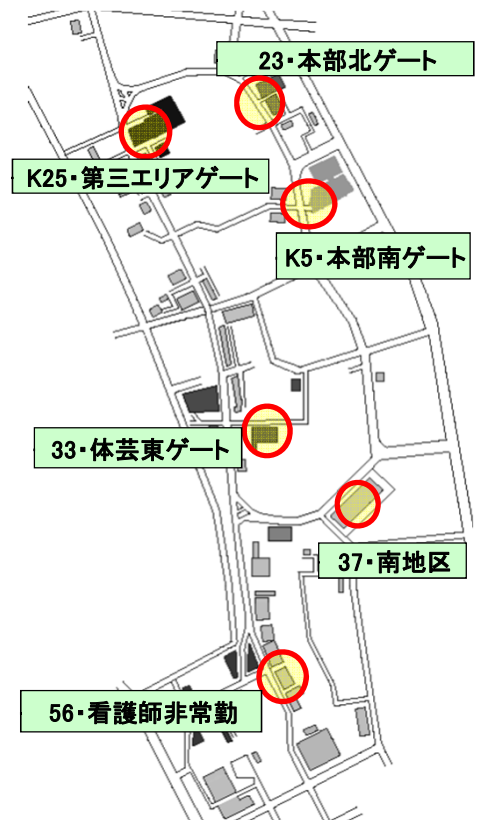 23・本部北ゲート
K25・第三エリアゲート
K5・本部南ゲート
33・体芸東ゲート
37・南地区
56・看護師非常勤